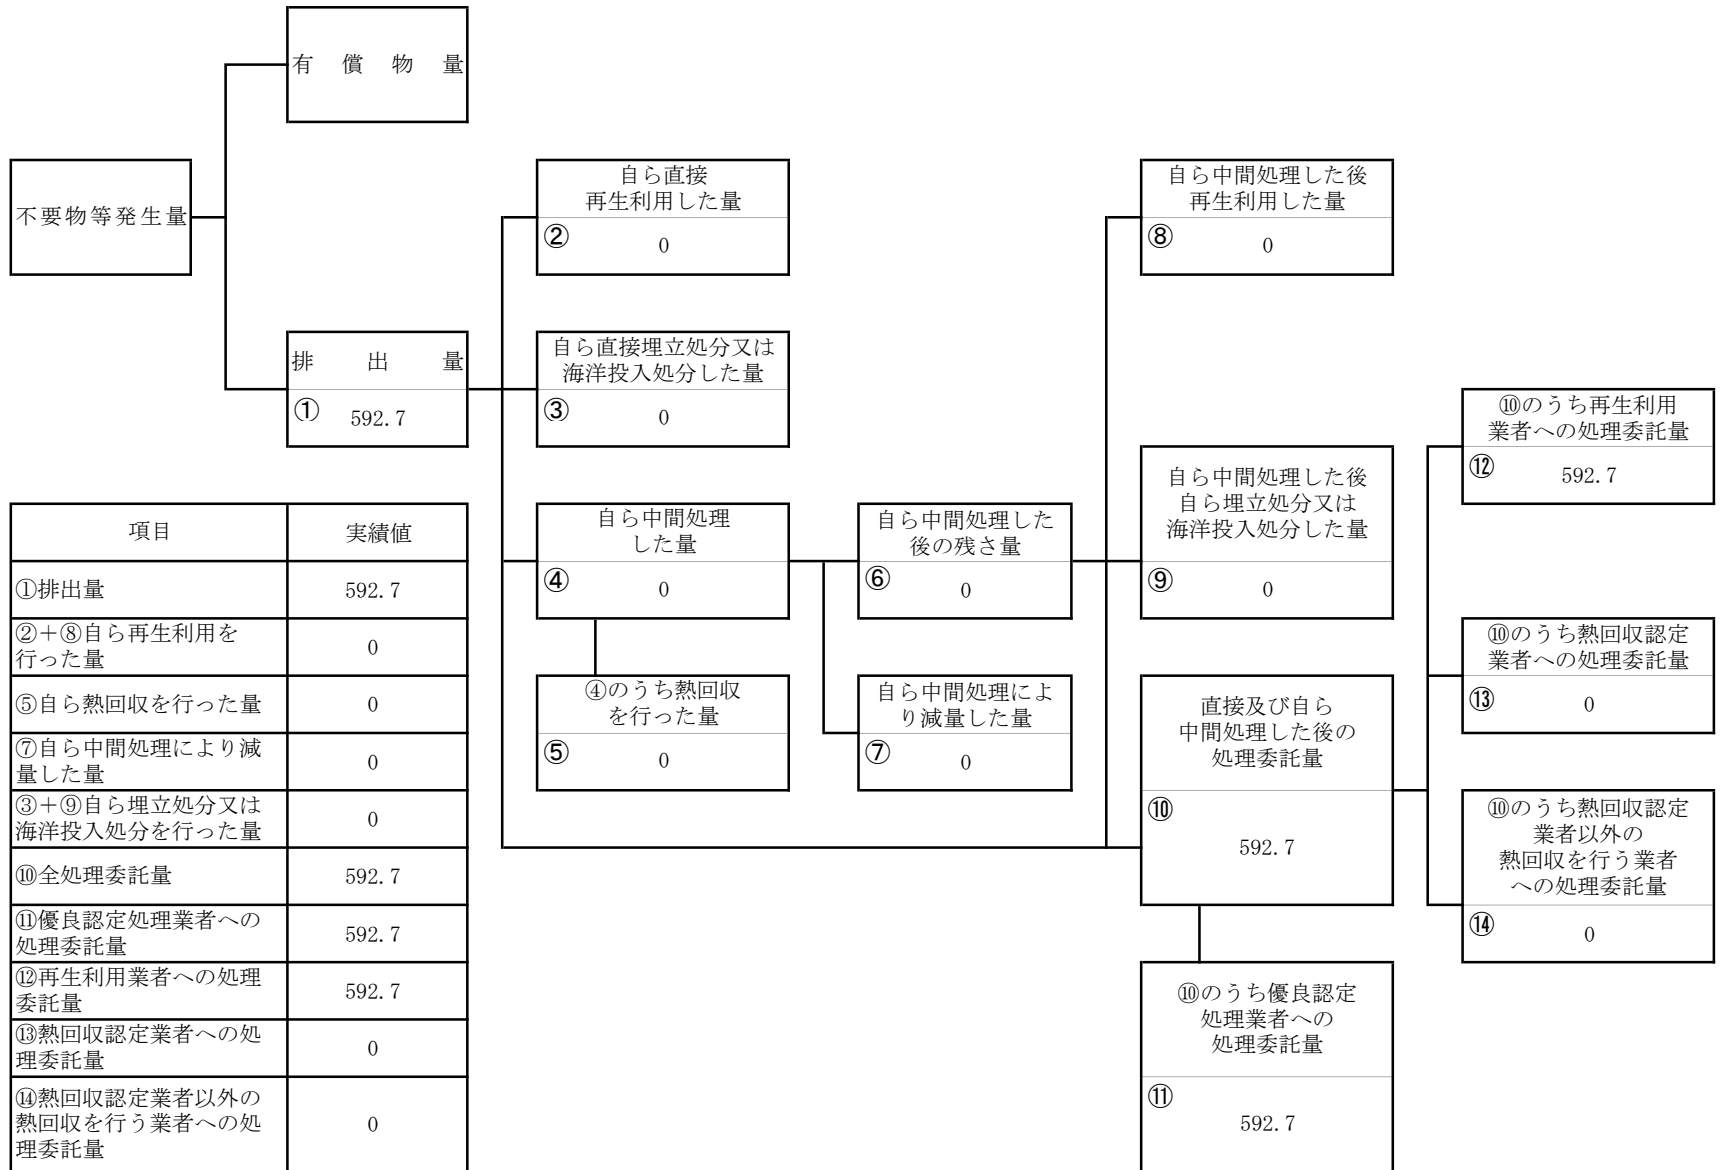 有償物量
不要物等発生量
排出量
①
592.7
自ら直接
再生利用した量
②
0
自ら直接埋立処分又は
海洋投入処分した量
③
0
自ら中間処理
した量
④
0
④のうち熱回収
を行った量
⑤
0
自ら中間処理した
後の残さ量
⑥
0
自ら中間処理によ
り減量した量
⑦
0
自ら中間処理した後
再生利用した量
⑧
0
自ら中間処理した後
自ら埋立処分又は
海洋投入処分した量
⑨
0
直接及び自ら
中間処理した後の
処理委託量
⑩
592.7
⑩のうち優良認定
処理業者への
処理委託量
⑪
592.7
⑩のうち再生利用
業者への処理委託量
⑫
592.7
⑩のうち熱回収認定
業者への処理委託量
⑬
0
⑩のうち熱回収認定
業者以外の
熱回収を行う業者
への処理委託量
⑭
0
項目 実績値
①排出量 592.7
②＋⑧自ら再生利用を
行った量 0
⑤自ら熱回収を行った量 0
⑦自ら中間処理により減
量した量 0
③＋⑨自ら埋立処分又は
海洋投入処分を行った量 0
⑩全処理委託量 592.7
⑪優良認定処理業者への
処理委託量 592.7
⑫再生利用業者への処理
委託量 592.7
⑬熱回収認定業者への処
理委託量 0
⑭熱回収認定業者以外の
熱回収を行う業者への処
理委託量 0